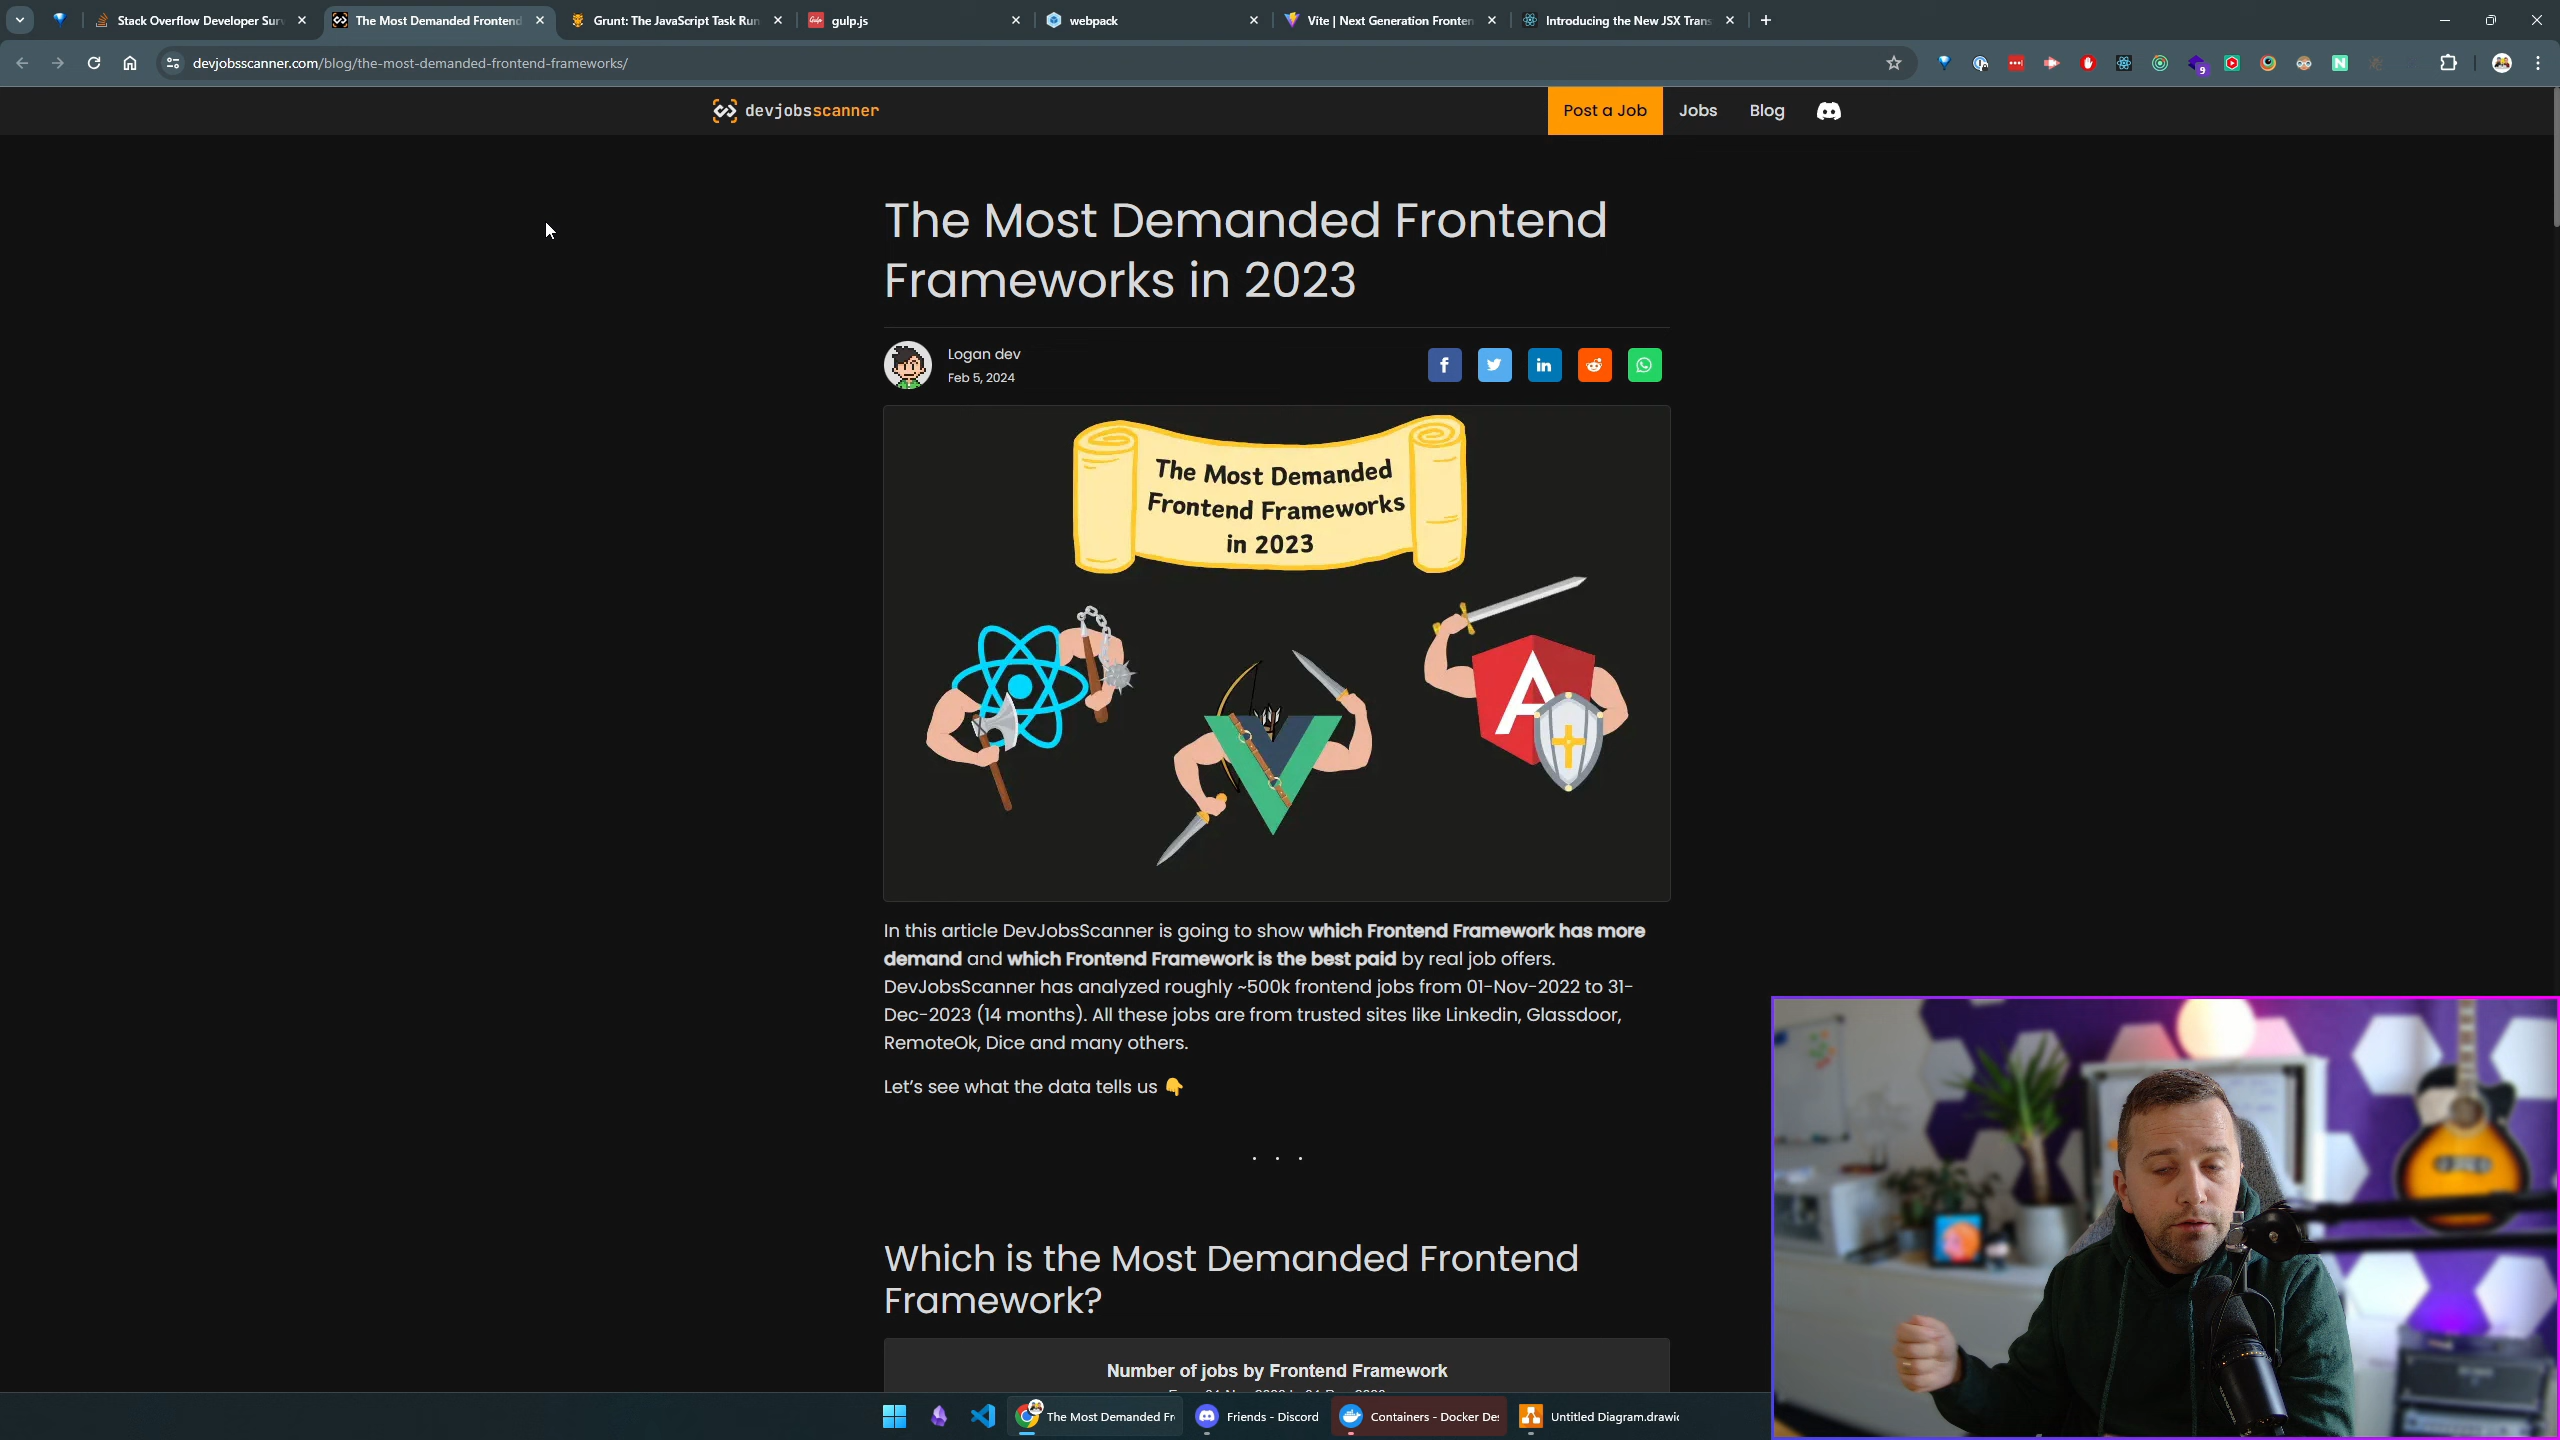 Stack Overflow Developer Sur
The Most Demanded Frontend
Grunt: The JavaScript Task Run
gulp.js
webpack
Vite | Next Generation Fronten
Introducing the New JSX Trans
devjobsscanner.com/blog/the-most-demanded-frontend-frameworks/
9
devjobsscanner
Post a Job
Jobs
Blog
The Most Demanded Frontend
Frameworks in 2023
Logan dev
Feb 5, 2024
The Most Demanded
Frontend Frameworks
in 2023
In this article DevJobsScanner is going to show which Frontend Framework has more
demand and which Frontend Framework is the best paid by real job offers.
DevJobsScanner has analyzed roughly ~500k frontend jobs from 01-Nov-2022 to 31-
Dec-2023 (14 months). All these jobs are from trusted sites like Linkedin, Glassdoor,
RemoteOk, Dice and many others.
Let's see what the data tells us 👇
. . .
Which is the Most Demanded Frontend
Framework?
Number of jobs by Frontend Framework
The Most Demanded Fr
Friends - Discord
Containers - Docker De
Untitled Diagram.drawi